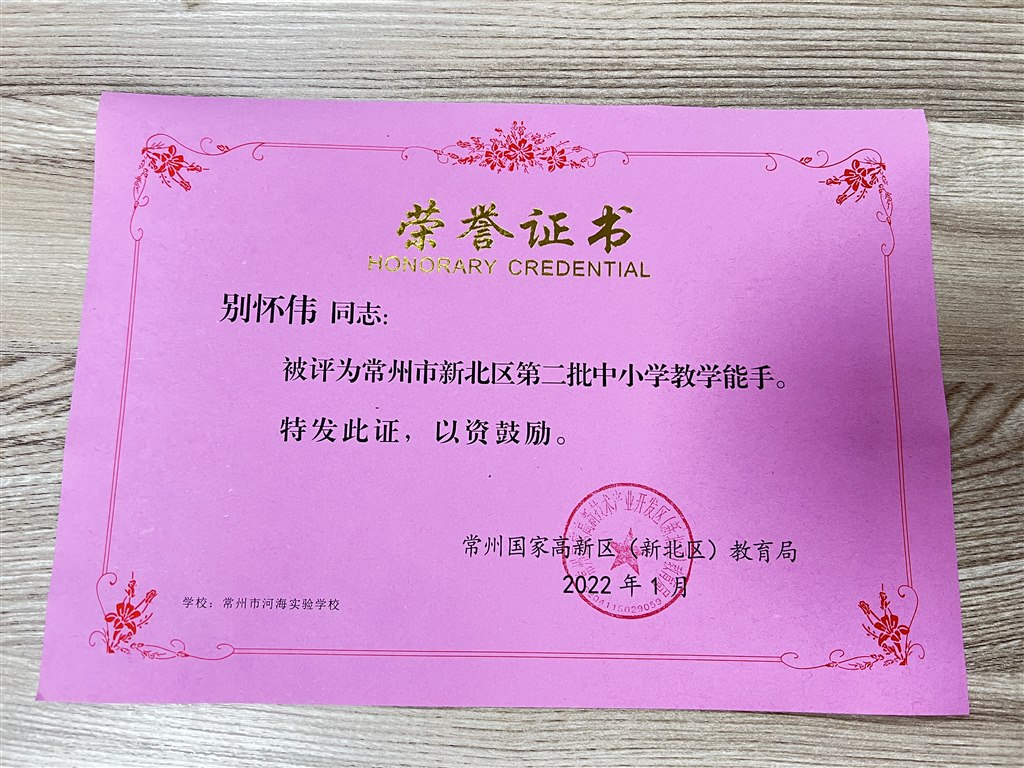 荣誉证书
HONORARY CREDENTIAL
别怀伟 同志:
被评为常州市新北区第二批中小学教学能手。
特发此证，以资鼓励。
常州国家高新区（新北区）教育局
2022 年 1 月
学校：常州市河海实验学校